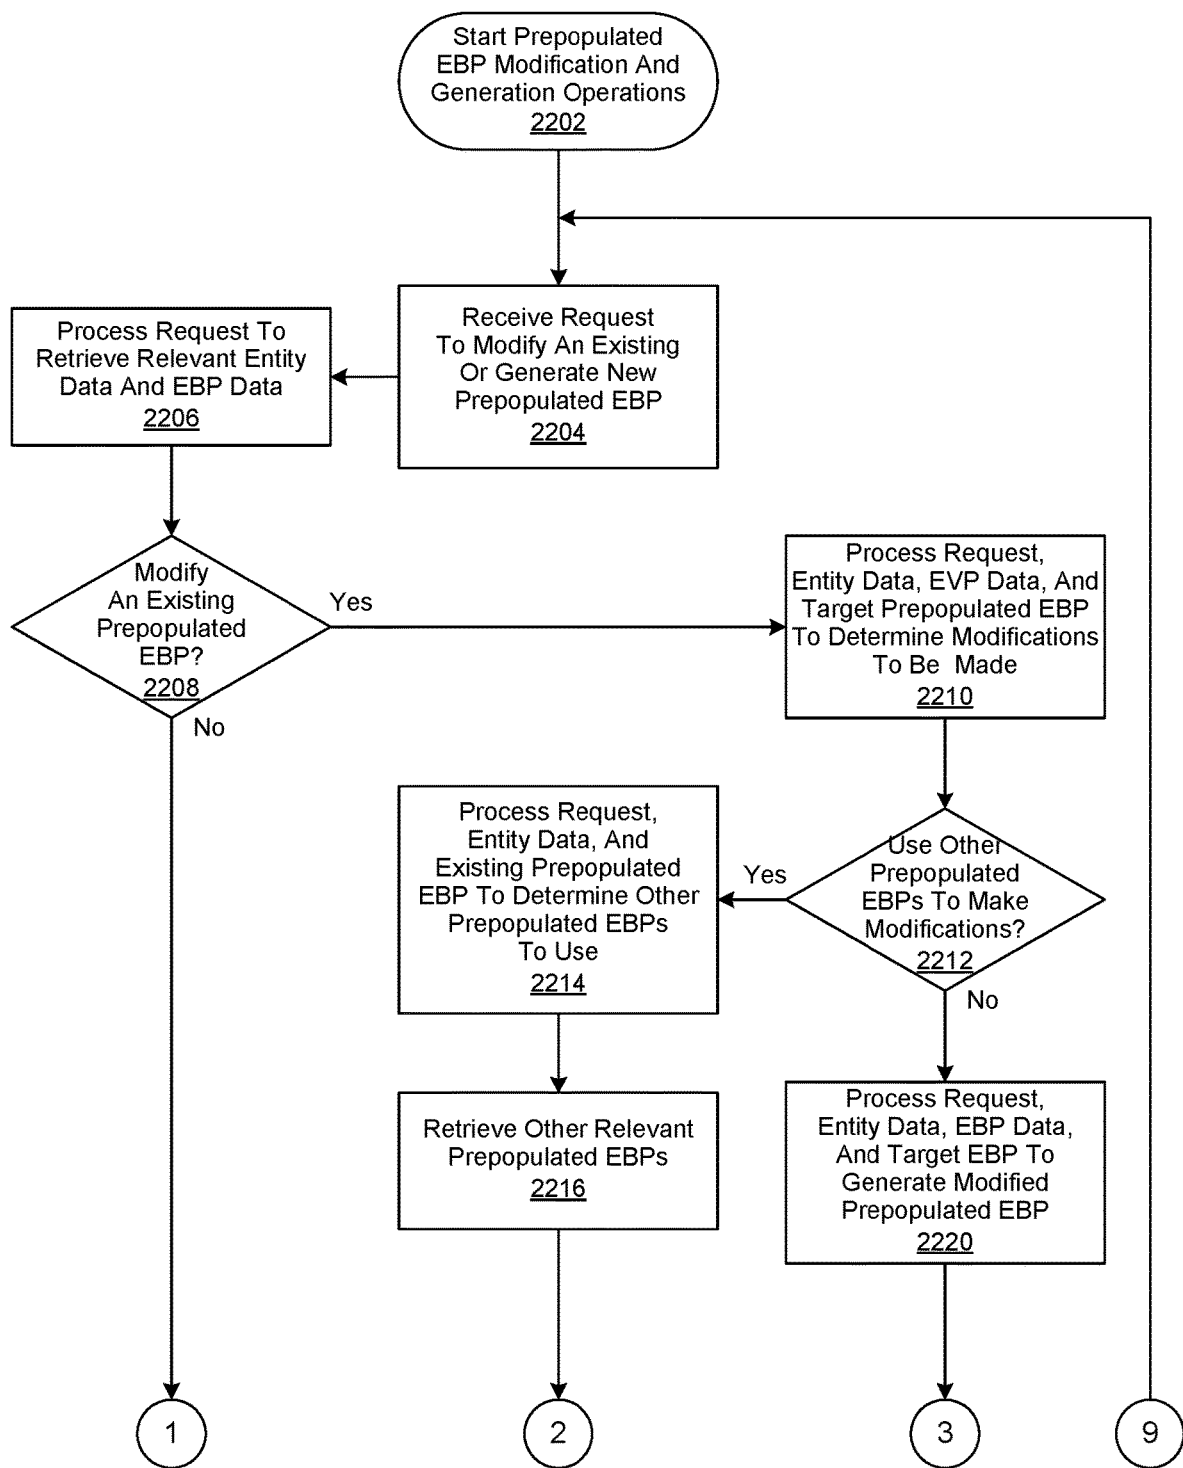 Start Prepopulated
EBP Modification And
Generation Operations
2202
Receive Request
To Modify An Existing
Or Generate New
Prepopulated EBP
2204
Process Request To
Retrieve Relevant Entity
Data And EBP Data
2206
Modify
An Existing
Prepopulated
EBP?
2208
Yes
No
Process Request,
Entity Data, EVP Data, And
Target Prepopulated EBP
To Determine Modifications
To Be Made
2210
Use Other
Prepopulated
EBPs To Make
Modifications?
2212
Yes
No
Process Request,
Entity Data, And
Existing Prepopulated
EBP To Determine Other
Prepopulated EBPs
To Use
2214
Retrieve Other Relevant
Prepopulated EBPs
2216
Process Request,
Entity Data, EBP Data,
And Target EBP To
Generate Modified
Prepopulated EBP
2220
1
2
3
9